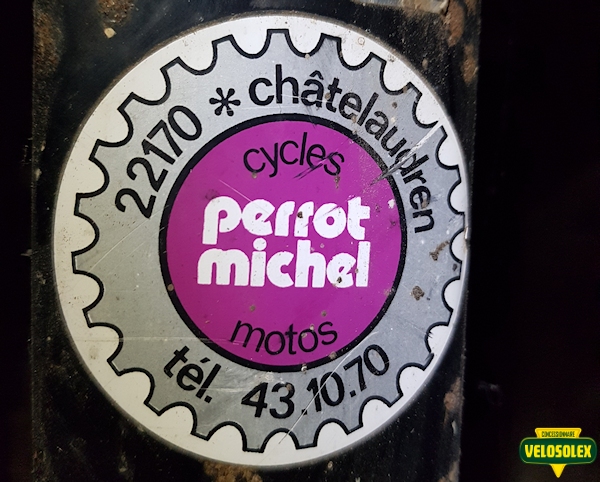 22170 * châtelaudren
cycles
perrot
michel
motos
tél. 43.10.70
CONCESSIONNAIRE
VELOSOLEX